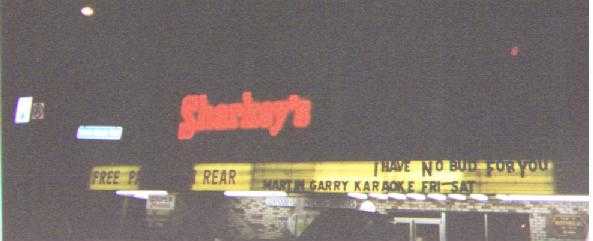 Sharkey's
I HAVE NO BUD FOR YOU
FREE REAR
MARTIN GARRY KARAOKE FRI-SAT